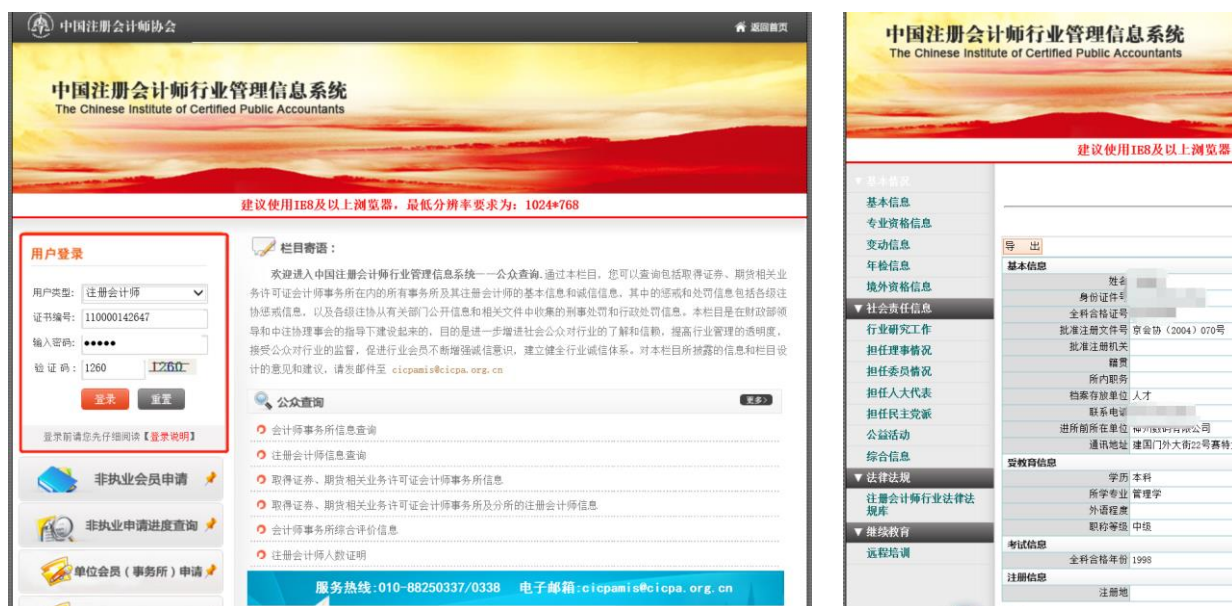 中国注册会计师协会
返回首页
中国注册会计师行业管理信息系统
The Chinese Institute of Certified Public Accountants
建议使用IE8及以上浏览器，最低分辨率要求为：1024*768
用户登录
用户类型：注册会计师
证书编号：110000142647
输入密码：●●●●●
验 证 码：1260 1260
登录 重置
登录前请您先仔细阅读【登录说明】
非执业会员申请
非执业申请进度查询
单位会员（事务所）申请
栏目寄语：
欢迎进入中国注册会计师行业管理信息系统——公众查询.通过本栏目，您可以查询包括取得证券、期货相关业
务许可证会计师事务所在内的所有事务所及其注册会计师的基本信息和诚信信息。其中的惩戒和处罚信息包括各级注
协惩戒信息，以及各级注协从有关部门公开信息和相关文件中收集的刑事处罚和行政处罚信息。本栏目是在财政部领
导和中注协理事会的指导下建设起来的，目的是进一步增进社会公众对行业的了解和信赖，提高行业管理的透明度，
接受公众对行业的监督，促进行业会员不断增强诚信意识，建立健全行业诚信体系。对本栏目所披露的信息和栏目设
计的意见和建议，请发邮件至 cicpamis@cicpa.org.cn
公众查询
更多>
会计师事务所信息查询
注册会计师信息查询
取得证券、期货相关业务许可证会计师事务所信息
取得证券、期货相关业务许可证会计师事务所及分所的注册会计师信息
会计师事务所综合评价信息
注册会计师人数证明
服务热线:010-88250337/0338 电子邮箱:cicpamis@cicpa.org.cn
中国注册会计师行业管理信息系统
The Chinese Institute of Certified Public Accountants
建议使用IE8及以上浏览器
▼ 基本情况
基本信息
专业资格信息
变动信息
年检信息
境外资格信息
▼ 社会责任信息
行业研究工作
担任理事情况
担任委员情况
担任人大代表
担任民主党派
公益活动
综合信息
▼ 法律法规
注册会计师行业法律法
规库
▼ 继续教育
远程培训
导 出
基本信息
姓名
身份证件号
全科合格证号
批准注册文件号 京会协（2004）070号
批准注册机关
籍贯
所内职务
档案存放单位 人才
联系电话
进所前所在单位
通讯地址 建国门外大街22号赛特
受教育信息
学历 本科
所学专业 管理学
外语程度
职称等级 中级
考试信息
全科合格年份 1998
注册信息
注册地